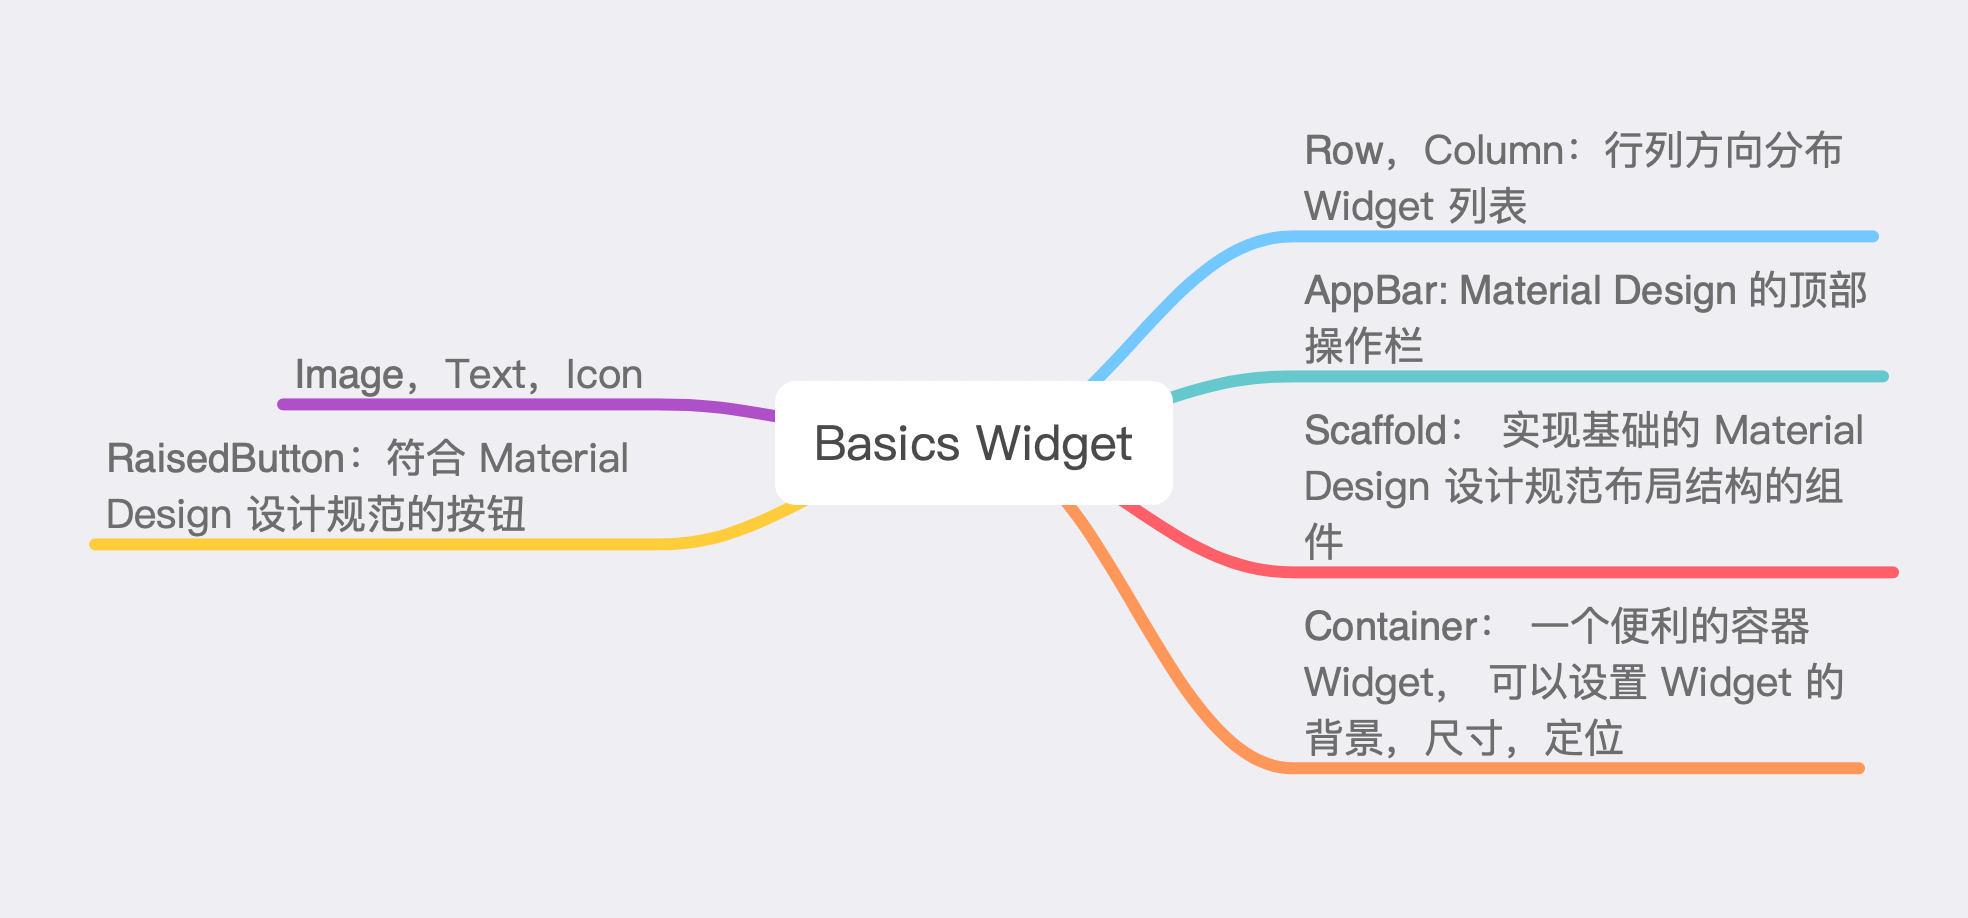 Basics Widget
Row，Column：行列方向分布
Widget 列表
AppBar: Material Design 的顶部
操作栏
Scaffold： 实现基础的 Material
Design 设计规范布局结构的组
件
Container： 一个便利的容器
Widget， 可以设置 Widget 的
背景，尺寸，定位
Image，Text，Icon
RaisedButton：符合 Material
Design 设计规范的按钮